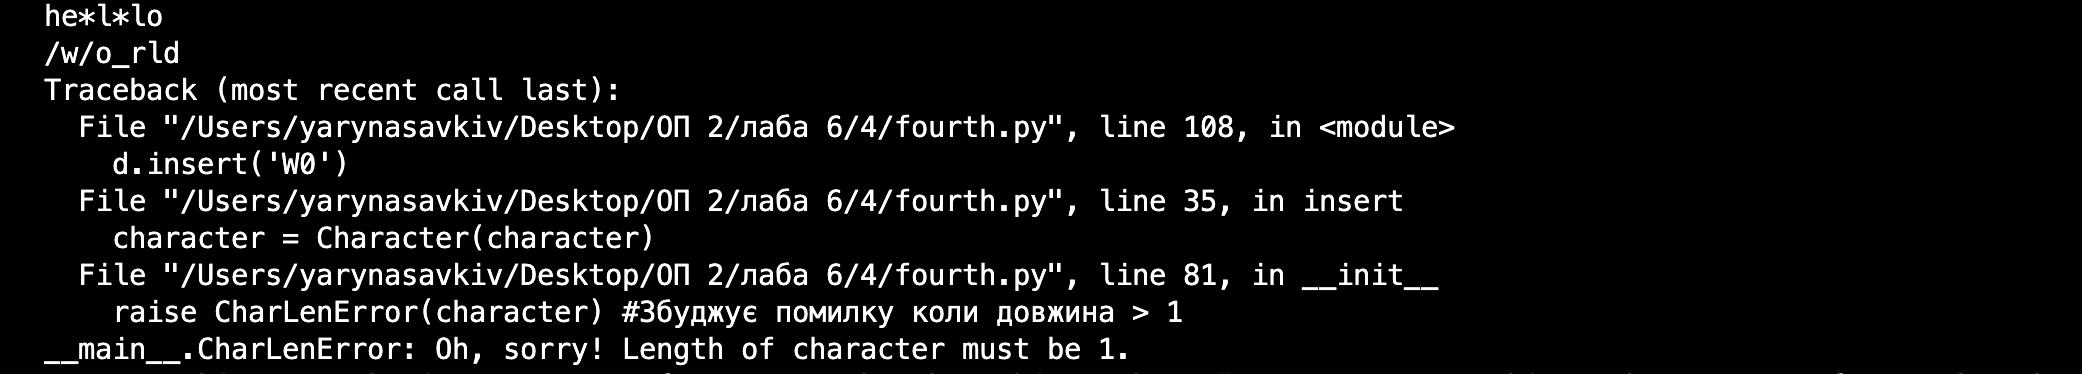 he*l*lo
/w/o_rld
Traceback (most recent call last):
  File "/Users/yarynasavkiv/Desktop/ОП 2/лаба 6/4/fourth.py", line 108, in <module>
    d.insert('W0')
  File "/Users/yarynasavkiv/Desktop/ОП 2/лаба 6/4/fourth.py", line 35, in insert
    character = Character(character)
  File "/Users/yarynasavkiv/Desktop/ОП 2/лаба 6/4/fourth.py", line 81, in __init__
    raise CharLenError(character) #Збуджує помилку коли довжина > 1
__main__.CharLenError: Oh, sorry! Length of character must be 1.